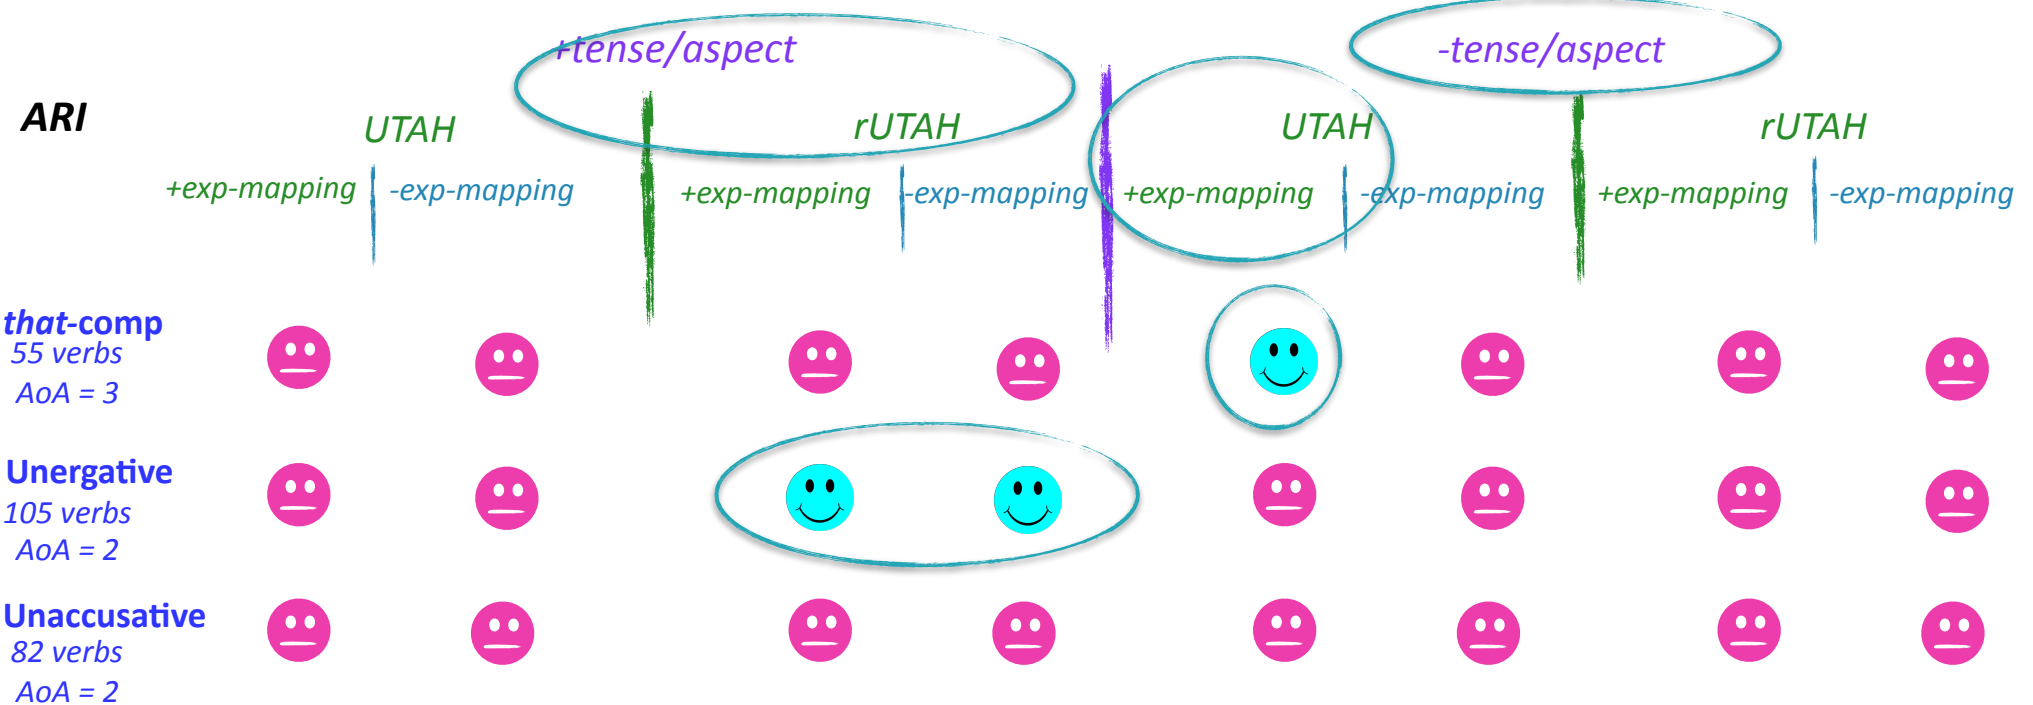 +tense/aspect -tense/aspect
ARI UTAH rUTAH UTAH rUTAH
+exp-mapping -exp-mapping +exp-mapping -exp-mapping +exp-mapping -exp-mapping +exp-mapping -exp-mapping
that-comp
55 verbs
AoA = 3
Unergative
105 verbs
AoA = 2
Unaccusative
82 verbs
AoA = 2